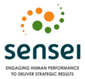 sensei
ENGAGING HUMAN PERFORMANCE
TO DELIVER STRATEGIC RESULTS